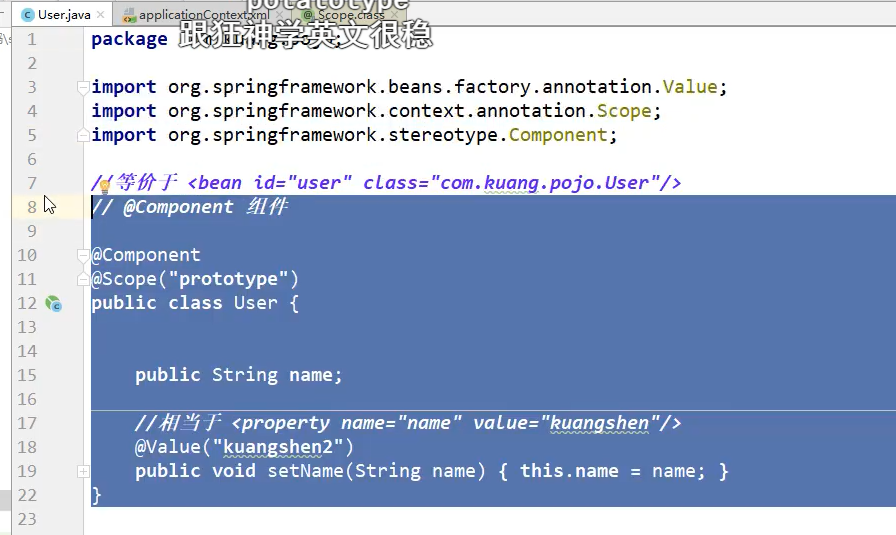 potatotype
User.java applicationContext.xml Scope.class
跟狂神学英文很稳
1 package
2
3 import org.springframework.beans.factory.annotation.Value;
4 import org.springframework.context.annotation.Scope;
5 import org.springframework.stereotype.Component;
6
7 //等价于 <bean id="user" class="com.kuang.pojo.User"/>
8 // @Component 组件
9
10 @Component
11 @Scope("prototype")
12 public class User {
13
14
15 public String name;
16
17 //相当于 <property name="name" value="kuangshen"/>
18 @Value("kuangshen2")
19 public void setName(String name) { this.name = name; }
22 }
23